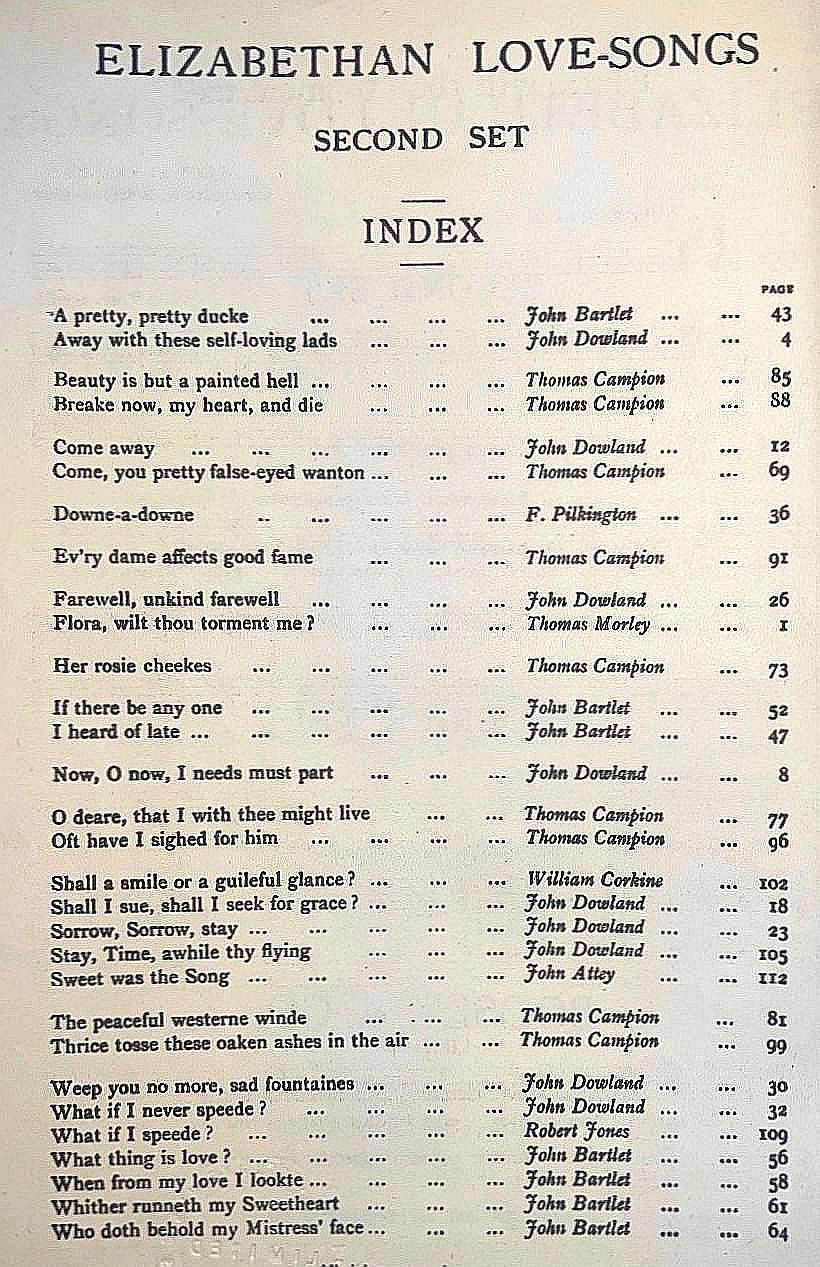 ELIZABETHAN LOVE-SONGS
SECOND SET
INDEX
PAGE
A pretty, pretty ducke ... ... ... ... John Bartlet ... ... 43
Away with these self-loving lads ... ... ... John Dowland ... ... 4
Beauty is but a painted hell ... ... ... ... Thomas Campion ... 85
Breake now, my heart, and die ... ... ... Thomas Campion ... 88
Come away ... ... ... ... ... ... John Dowland ... ... 12
Come, you pretty false-eyed wanton ... ... ... Thomas Campion ... 69
Downe-a-downe .. ... ... ... ... F. Pilkington ... ... 36
Ev'ry dame affects good fame ... ... ... Thomas Campion ... 91
Farewell, unkind farewell ... ... ... ... John Dowland ... ... 26
Flora, wilt thou torment me? ... ... ... Thomas Morley ... ... 1
Her rosie cheekes ... ... ... ... ... Thomas Campion ... 73
If there be any one ... ... ... ... ... John Bartlet ... ... 52
I heard of late ... ... ... ... ... ... John Bartlet ... ... 47
Now, O now, I needs must part ... ... ... John Dowland ... ... 8
O deare, that I with thee might live ... ... Thomas Campion ... 77
Oft have I sighed for him ... ... ... ... Thomas Campion ... 96
Shall a smile or a guileful glance? ... ... ... William Corkine ... 102
Shall I sue, shall I seek for grace? ... ... ... John Dowland ... ... 18
Sorrow, Sorrow, stay ... ... ... ... ... John Dowland ... ... 23
Stay, Time, awhile thy flying ... ... ... John Dowland ... ... 105
Sweet was the Song ... ... ... ... ... John Attey ... ... 112
The peaceful westerne winde ... ... ... Thomas Campion ... 81
Thrice tosse these oaken ashes in the air ... ... Thomas Campion ... 99
Weep you no more, sad fountaines ... ... ... John Dowland ... ... 30
What if I never speede? ... ... ... ... John Dowland ... ... 32
What if I speede? ... ... ... ... ... Robert Jones ... ... 109
What thing is love? ... ... ... ... ... John Bartlet ... ... 56
When from my love I lookte ... ... ... ... John Bartlet ... ... 58
Whither runneth my Sweetheart ... ... ... John Bartlet ... ... 61
Who doth behold my Mistress' face ... ... ... John Bartlet ... ... 64